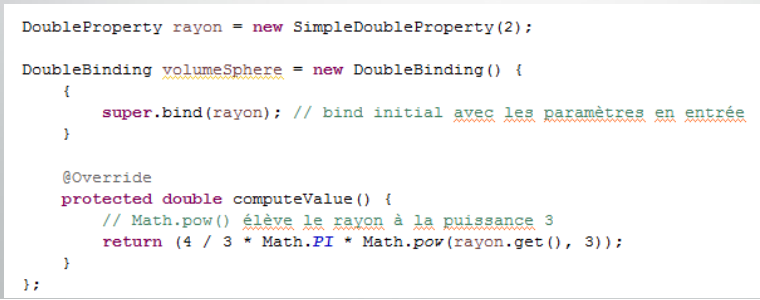 DoubleProperty rayon = new SimpleDoubleProperty(2);
DoubleBinding volumeSphere = new DoubleBinding() {
{
super.bind(rayon); // bind initial avec les paramètres en entrée
}
@Override
protected double computeValue() {
// Math.pow() élève le rayon à la puissance 3
return (4 / 3 * Math.PI * Math.pow(rayon.get(), 3));
}
};